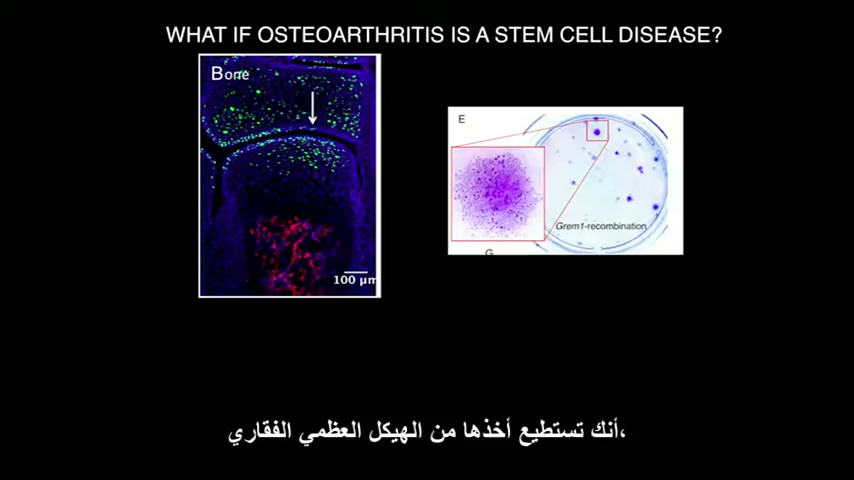 WHAT IF OSTEOARTHRITIS IS A STEM CELL DISEASE?
Bone
100 µm
E
Grem1-recombination
G
أنك تستطيع أخذها من الهيكل العظمي الفقاري،